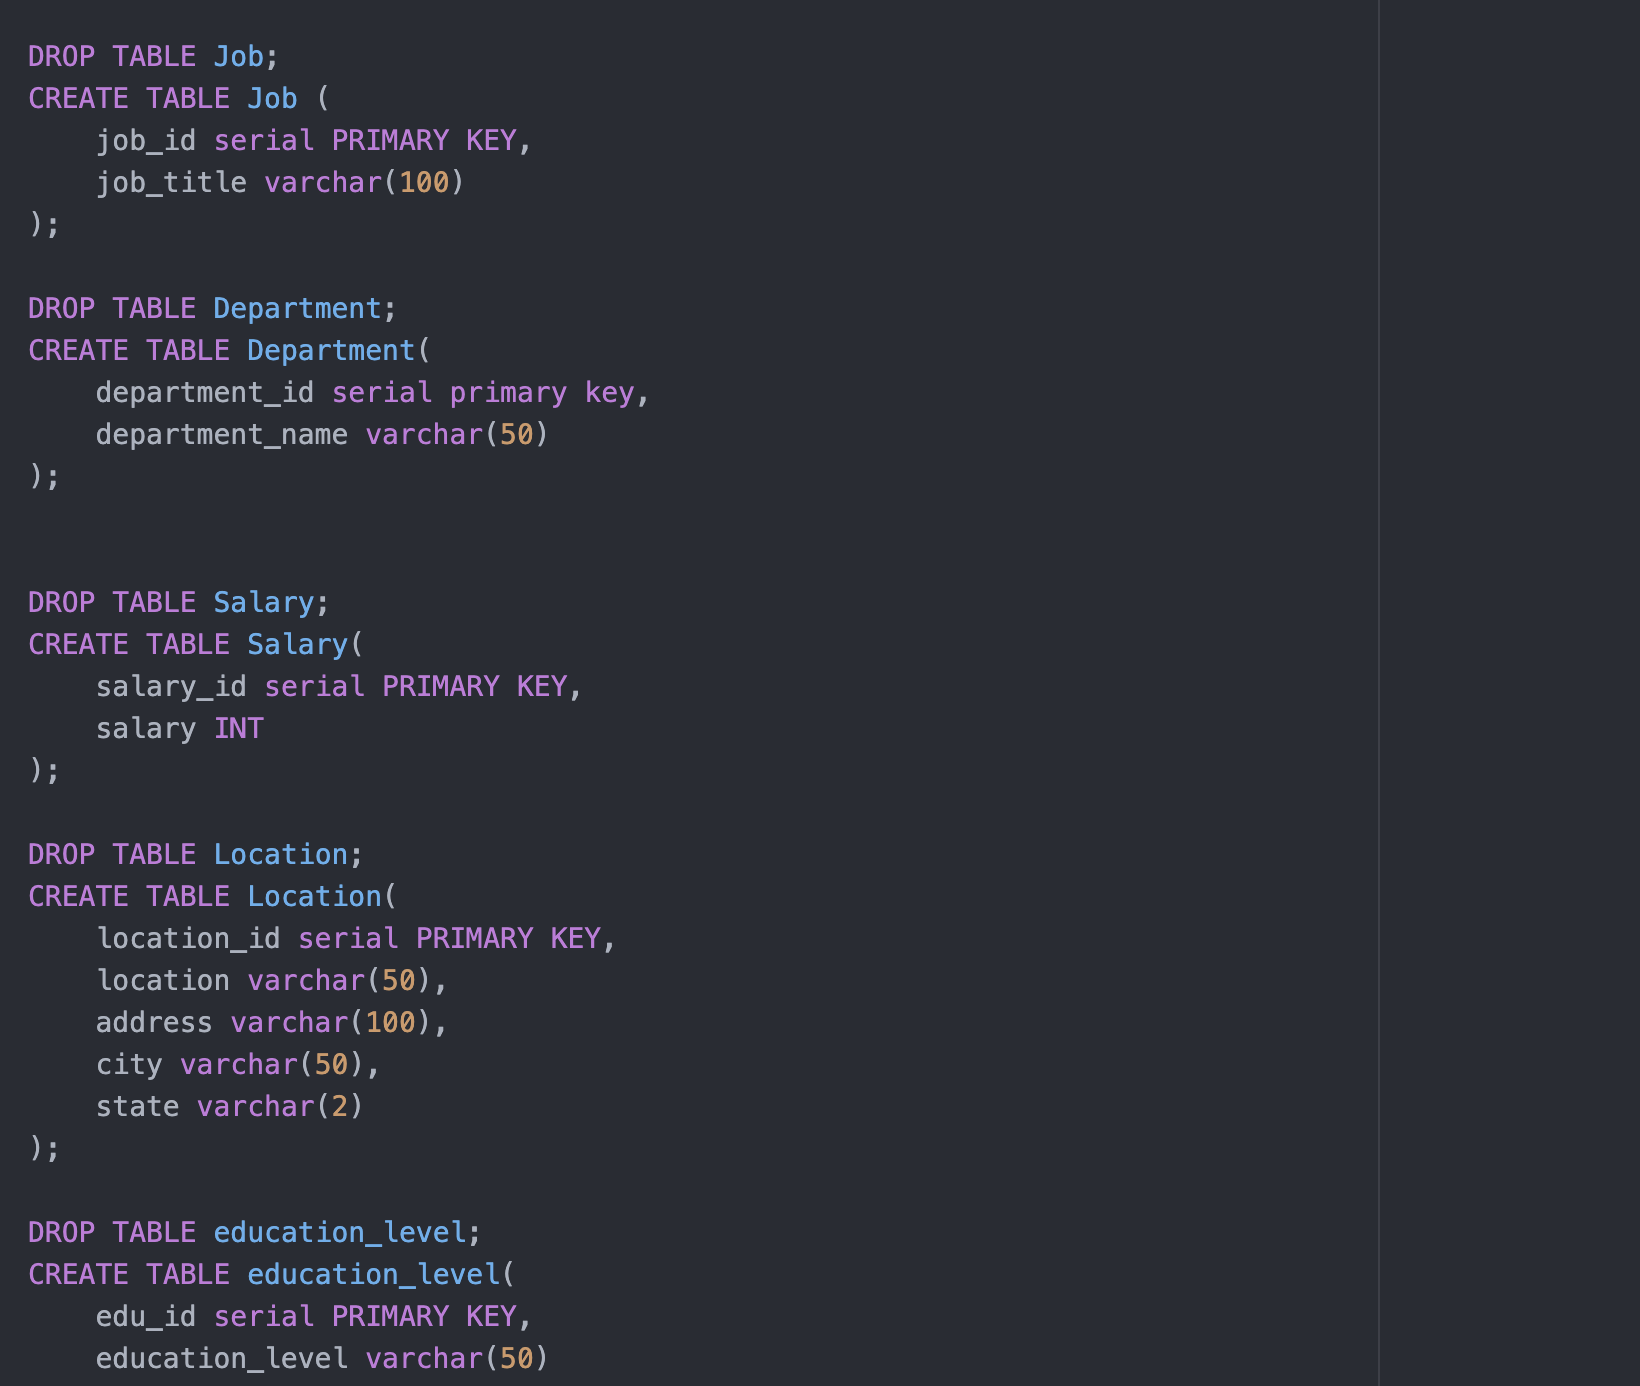 DROP TABLE Job;
CREATE TABLE Job (
    job_id serial PRIMARY KEY,
    job_title varchar(100)
);

DROP TABLE Department;
CREATE TABLE Department(
    department_id serial primary key,
    department_name varchar(50)
);


DROP TABLE Salary;
CREATE TABLE Salary(
    salary_id serial PRIMARY KEY,
    salary INT
);

DROP TABLE Location;
CREATE TABLE Location(
    location_id serial PRIMARY KEY,
    location varchar(50),
    address varchar(100),
    city varchar(50),
    state varchar(2)
);

DROP TABLE education_level;
CREATE TABLE education_level(
    edu_id serial PRIMARY KEY,
    education_level varchar(50)